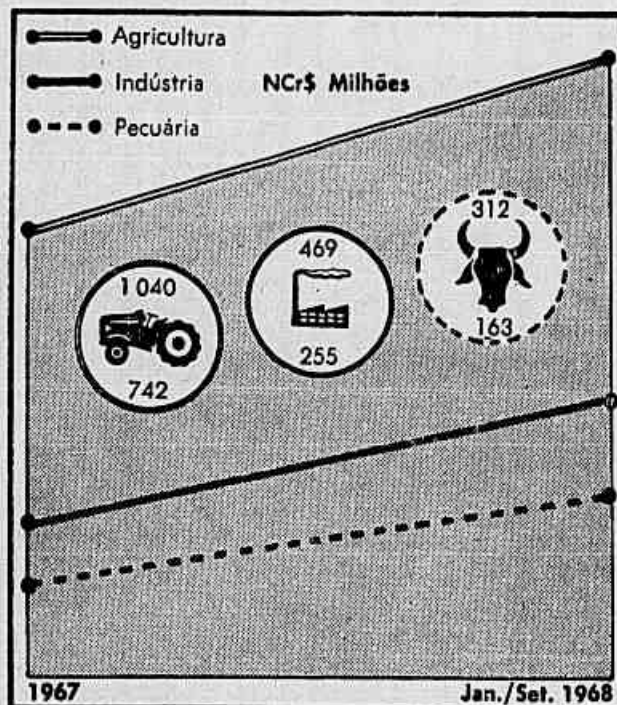 Agricultura
Indústria NCr$ Milhões
Pecuária
312
469
1 040
163
255
742
1967 Jan./Set. 1968